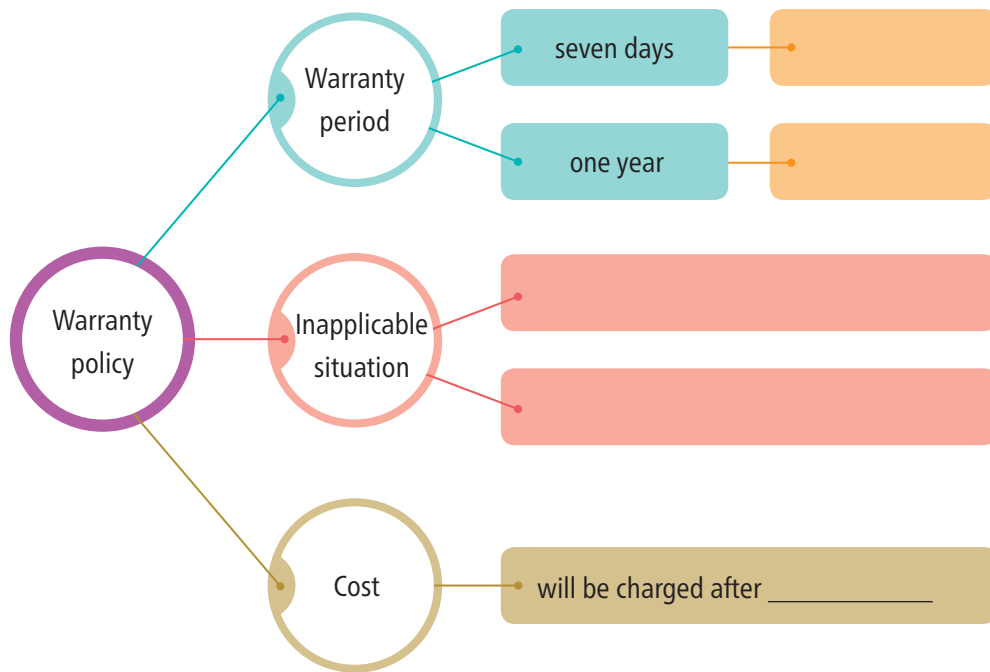 Warranty
policy
Warranty
period
seven days
one year
Inapplicable
situation
Cost
will be charged after ____________